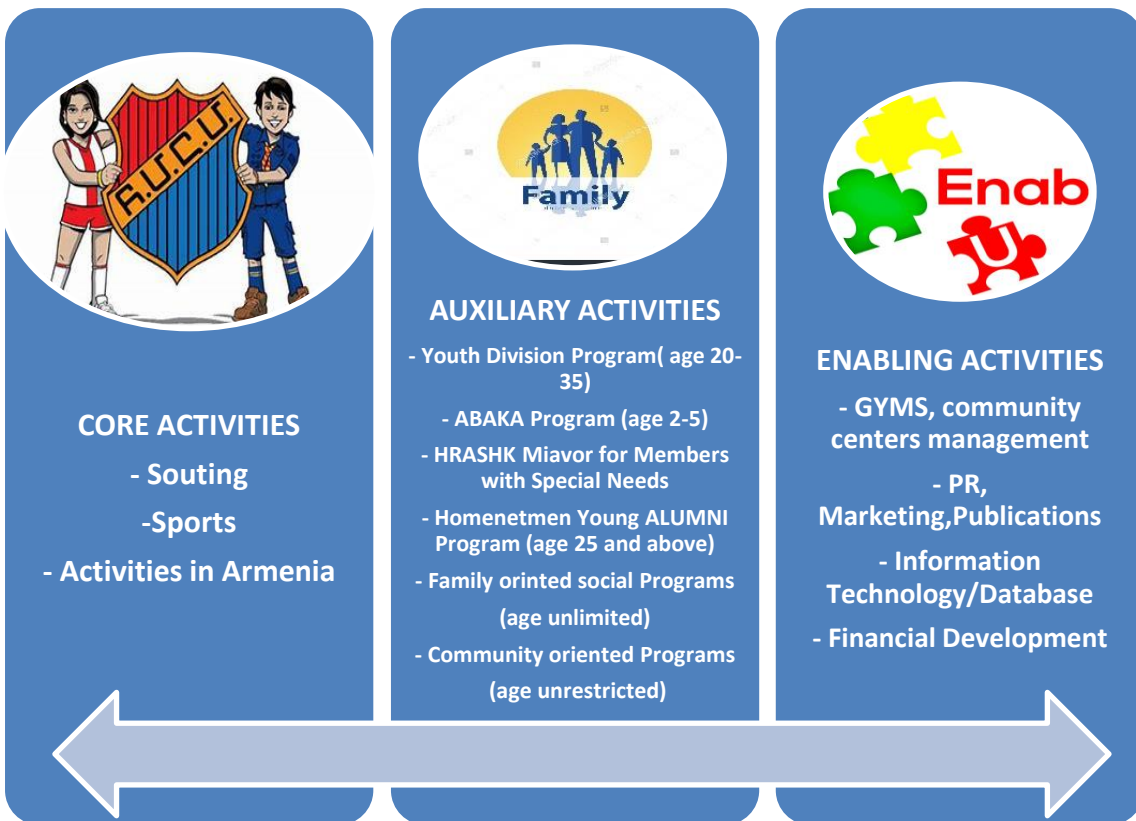 A.U.C.U.
CORE ACTIVITIES
- Souting
-Sports
- Activities in Armenia
Family
AUXILIARY ACTIVITIES
- Youth Division Program( age 20-
35)
- ABAKA Program (age 2-5)
- HRASHK Miavor for Members
with Special Needs
- Homenetmen Young ALUMNI
Program (age 25 and above)
- Family orinted social Programs
(age unlimited)
- Community oriented Programs
(age unrestricted)
Enab
U
ENABLING ACTIVITIES
- GYMS, community
centers management
- PR,
Marketing,Publications
- Information
Technology/Database
- Financial Development